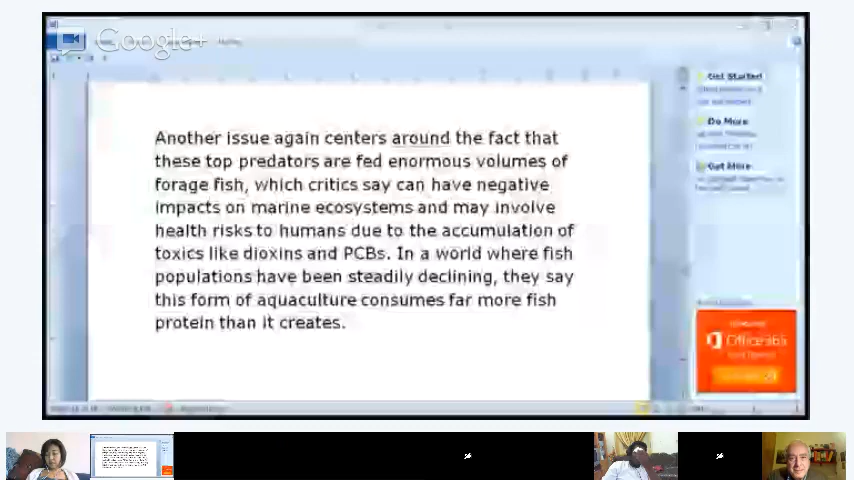 Google+
Get Started
Another issue again centers around the fact that
these top predators are fed enormous volumes of
forage fish, which critics say can have negative
impacts on marine ecosystems and may involve
health risks to humans due to the accumulation of
toxics like dioxins and PCBs. In a world where fish
populations have been steadily declining, they say
this form of aquaculture consumes far more fish
protein than it creates.
Do More
Get More
Office 365